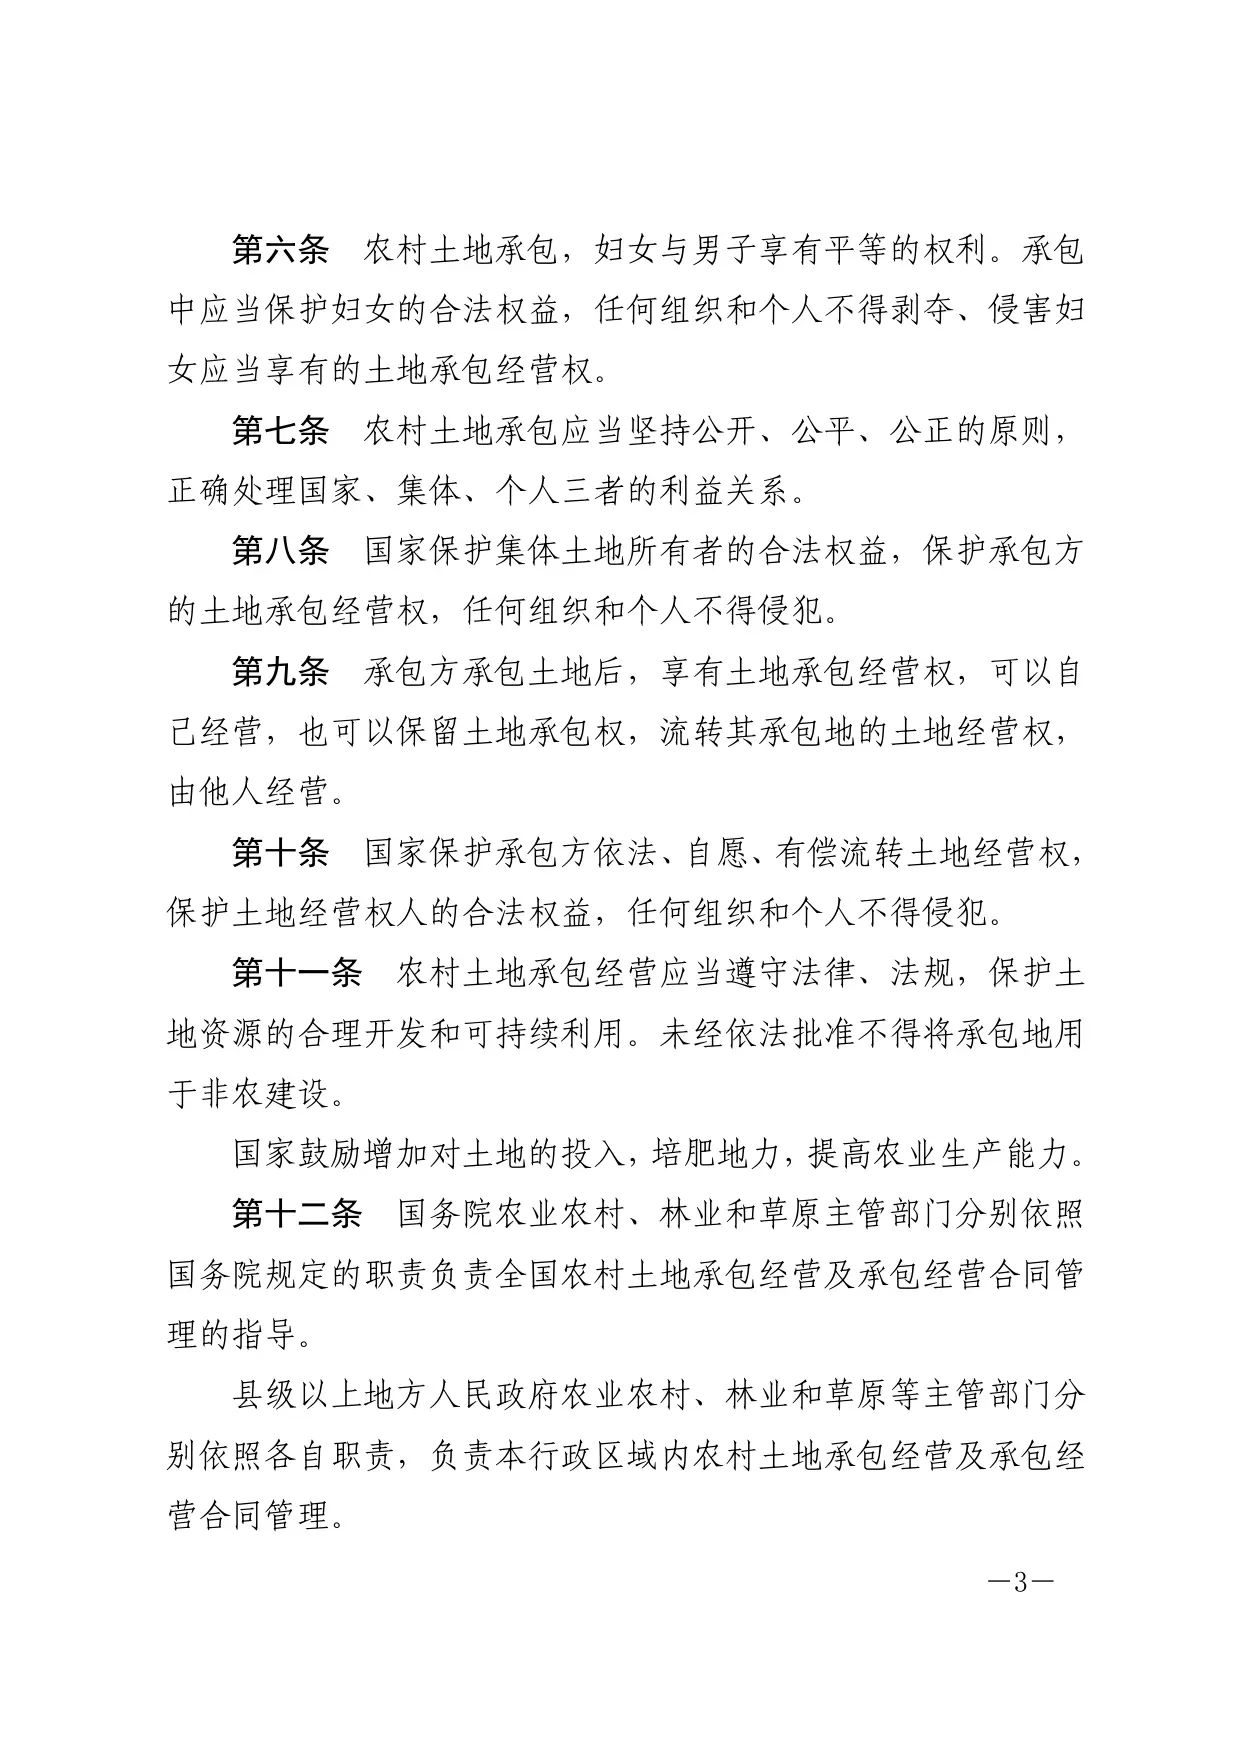 第六条　农村土地承包，妇女与男子享有平等的权利。承包
中应当保护妇女的合法权益，任何组织和个人不得剥夺、侵害妇
女应当享有的土地承包经营权。
第七条　农村土地承包应当坚持公开、公平、公正的原则，
正确处理国家、集体、个人三者的利益关系。
第八条　国家保护集体土地所有者的合法权益，保护承包方
的土地承包经营权，任何组织和个人不得侵犯。
第九条　承包方承包土地后，享有土地承包经营权，可以自
己经营，也可以保留土地承包权，流转其承包地的土地经营权，
由他人经营。
第十条　国家保护承包方依法、自愿、有偿流转土地经营权，
保护土地经营权人的合法权益，任何组织和个人不得侵犯。
第十一条　农村土地承包经营应当遵守法律、法规，保护土
地资源的合理开发和可持续利用。未经依法批准不得将承包地用
于非农建设。
国家鼓励增加对土地的投入，培肥地力，提高农业生产能力。
第十二条　国务院农业农村、林业和草原主管部门分别依照
国务院规定的职责负责全国农村土地承包经营及承包经营合同管
理的指导。
县级以上地方人民政府农业农村、林业和草原等主管部门分
别依照各自职责，负责本行政区域内农村土地承包经营及承包经
营合同管理。
—3—